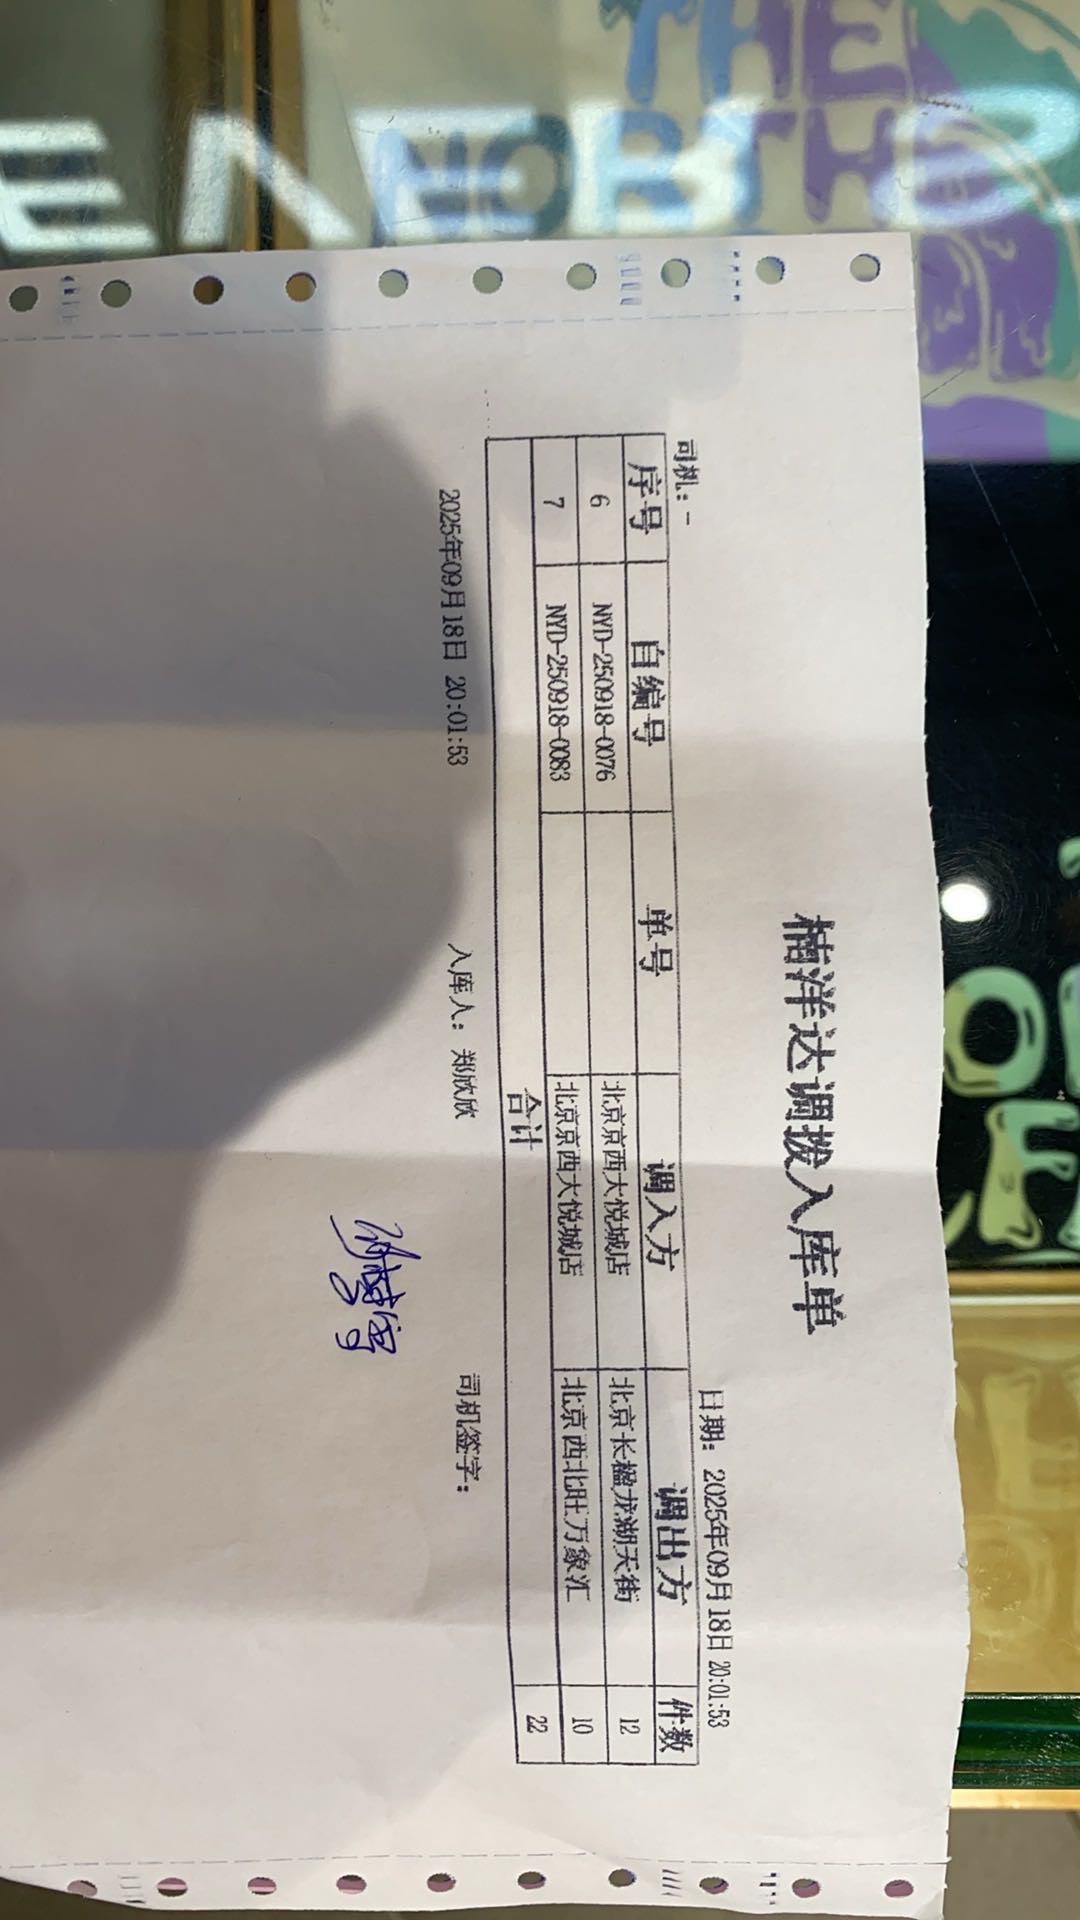 楠洋达调拨入库单
司机：-
日期：2025年09月18日 20:01:53
序号 自编号 单号 调入方 调出方 件数
6 NYD-250918-0076 北京京西大悦城店 北京长楹龙湖天街 12
7 NYD-250918-0083 北京京西大悦城店 北京西北旺万象汇 10
合计 22
2025年09月18日 20:01:53 入库人：郑欣欣 司机签字：
THE
NORTH